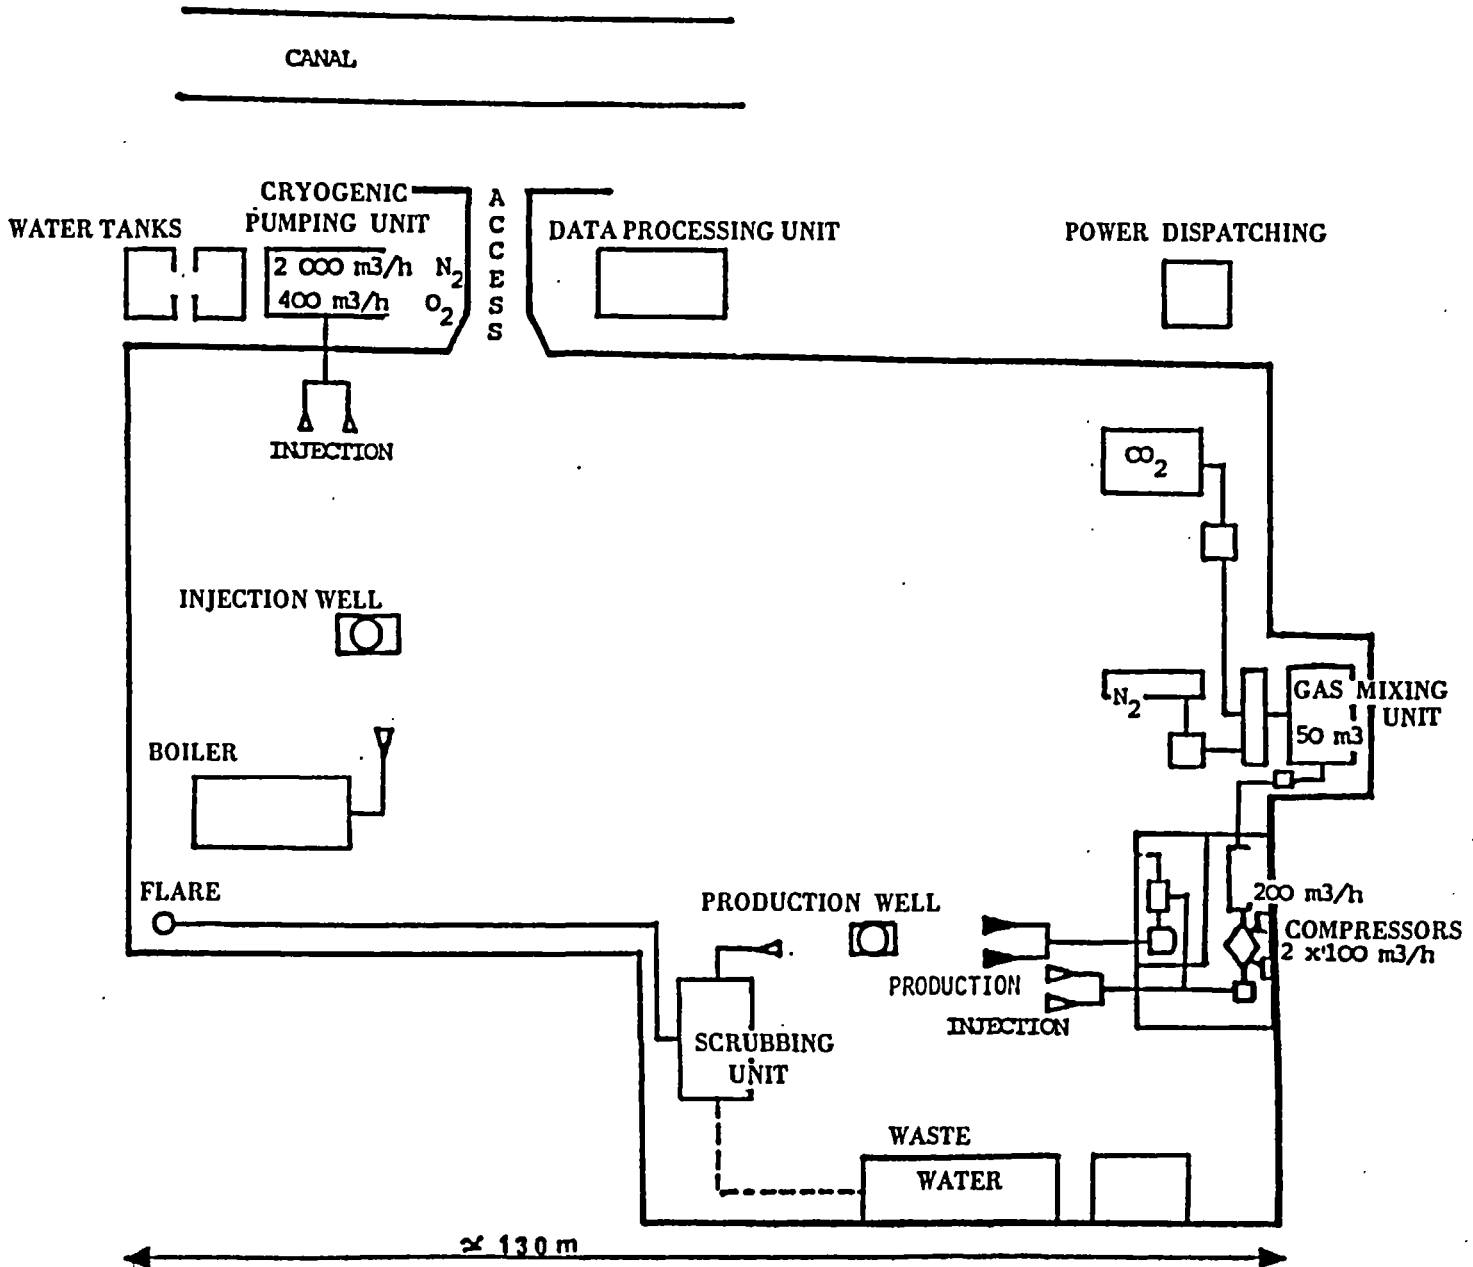 CANAL
CRYOGENIC
PUMPING UNIT
WATER TANKS
2 000 m3/h N2
400 m3/h O2
ACCESS
DATA PROCESSING UNIT
POWER DISPATCHING
INJECTION
CO2
INJECTION WELL
N2
GAS MIXING
UNIT
50 m3
BOILER
FLARE
PRODUCTION WELL
200 m3/h
COMPRESSORS
2 x 100 m3/h
PRODUCTION
INJECTION
SCRUBBING
UNIT
WASTE
WATER
≃ 130 m